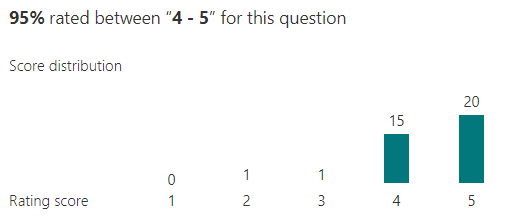 95% rated between “4 - 5” for this question
Score distribution
0 1 1 15 20
Rating score 1 2 3 4 5